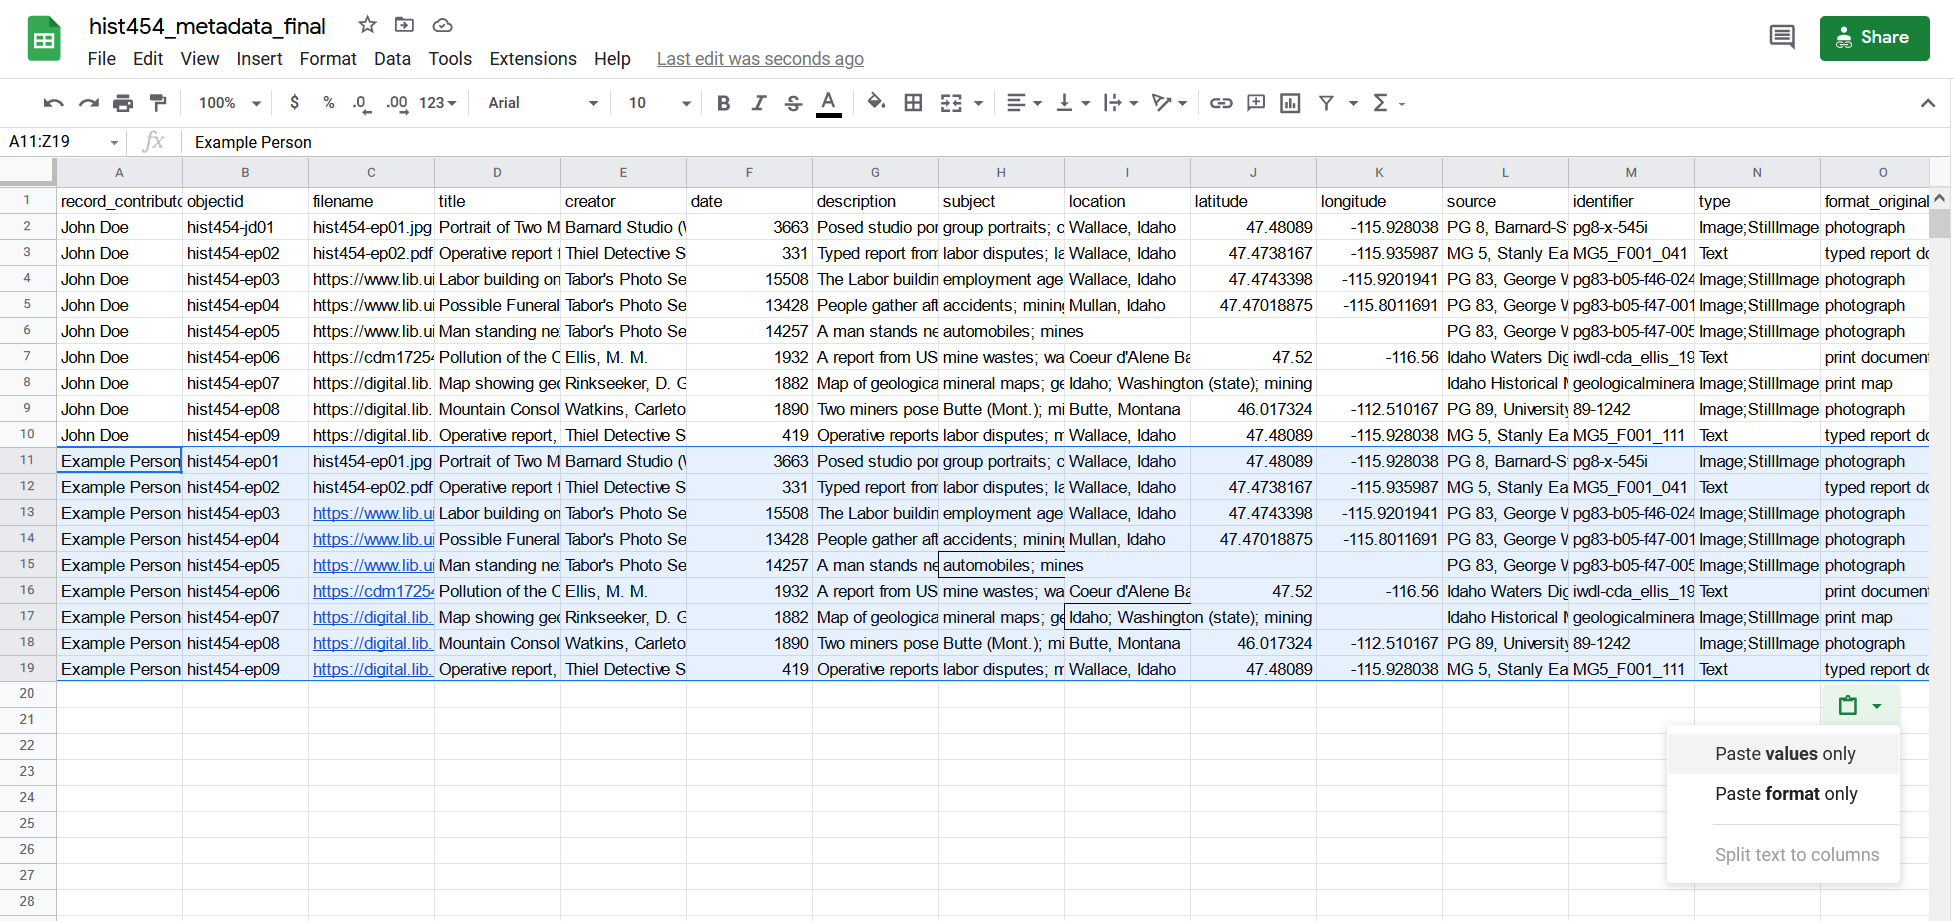 hist454_metadata_final
File Edit View Insert Format Data Tools Extensions Help Last edit was seconds ago
Share
100% $ % .0 .00 123 Arial 10 B I S A Σ
A11:Z19 fx Example Person
A B C D E F G H I J K L M N O
1 record_contributo objectid filename title creator date description subject location latitude longitude source identifier type format_original
2 John Doe hist454-jd01 hist454-ep01.jpg Portrait of Two M Barnard Studio (W 3663 Posed studio por group portraits; c Wallace, Idaho 47.48089 -115.928038 PG 8, Barnard-S pg8-x-545i Image;StillImage photograph
3 John Doe hist454-ep02 hist454-ep02.pdf Operative report f Thiel Detective S 331 Typed report from labor disputes; la Wallace, Idaho 47.4738167 -115.935987 MG 5, Stanly Ea MG5_F001_041 Text typed report do
4 John Doe hist454-ep03 https://www.lib.ui Labor building on Tabor's Photo Se 15508 The Labor buildin employment age Wallace, Idaho 47.4743398 -115.9201941 PG 83, George W pg83-b05-f46-024 Image;StillImage photograph
5 John Doe hist454-ep04 https://www.lib.ui Possible Funeral Tabor's Photo Se 13428 People gather aft accidents; mining Mullan, Idaho 47.47018875 -115.8011691 PG 83, George W pg83-b05-f47-001 Image;StillImage photograph
6 John Doe hist454-ep05 https://www.lib.ui Man standing ne Tabor's Photo Se 14257 A man stands ne automobiles; mines PG 83, George W pg83-b05-f47-005 Image;StillImage photograph
7 John Doe hist454-ep06 https://cdm17254 Pollution of the C Ellis, M. M. 1932 A report from US mine wastes; wa Coeur d'Alene Ba 47.52 -116.56 Idaho Waters Dig iwdl-cda_ellis_19 Text print document
8 John Doe hist454-ep07 https://digital.lib. Map showing geo Rinkseeker, D. G 1882 Map of geologica mineral maps; ge Idaho; Washington (state); mining Idaho Historical M geologicalminera Image;StillImage print map
9 John Doe hist454-ep08 https://digital.lib. Mountain Consol Watkins, Carleto 1890 Two miners pose Butte (Mont.); mi Butte, Montana 46.017324 -112.510167 PG 89, University 89-1242 Image;StillImage photograph
10 John Doe hist454-ep09 https://digital.lib. Operative report, Thiel Detective S 419 Operative reports labor disputes; m Wallace, Idaho 47.48089 -115.928038 MG 5, Stanly Ea MG5_F001_111 Text typed report do
11 Example Person hist454-ep01 hist454-ep01.jpg Portrait of Two M Barnard Studio (W 3663 Posed studio por group portraits; c Wallace, Idaho 47.48089 -115.928038 PG 8, Barnard-S pg8-x-545i Image;StillImage photograph
12 Example Person hist454-ep02 hist454-ep02.pdf Operative report f Thiel Detective S 331 Typed report from labor disputes; la Wallace, Idaho 47.4738167 -115.935987 MG 5, Stanly Ea MG5_F001_041 Text typed report do
13 Example Person hist454-ep03 https://www.lib.ui Labor building on Tabor's Photo Se 15508 The Labor buildin employment age Wallace, Idaho 47.4743398 -115.9201941 PG 83, George W pg83-b05-f46-024 Image;StillImage photograph
14 Example Person hist454-ep04 https://www.lib.ui Possible Funeral Tabor's Photo Se 13428 People gather aft accidents; mining Mullan, Idaho 47.47018875 -115.8011691 PG 83, George W pg83-b05-f47-001 Image;StillImage photograph
15 Example Person hist454-ep05 https://www.lib.ui Man standing ne Tabor's Photo Se 14257 A man stands ne automobiles; mines PG 83, George W pg83-b05-f47-005 Image;StillImage photograph
16 Example Person hist454-ep06 https://cdm17254 Pollution of the C Ellis, M. M. 1932 A report from US mine wastes; wa Coeur d'Alene Ba 47.52 -116.56 Idaho Waters Dig iwdl-cda_ellis_19 Text print document
17 Example Person hist454-ep07 https://digital.lib. Map showing geo Rinkseeker, D. G 1882 Map of geologica mineral maps; ge Idaho; Washington (state); mining Idaho Historical M geologicalminera Image;StillImage print map
18 Example Person hist454-ep08 https://digital.lib. Mountain Consol Watkins, Carleto 1890 Two miners pose Butte (Mont.); mi Butte, Montana 46.017324 -112.510167 PG 89, University 89-1242 Image;StillImage photograph
19 Example Person hist454-ep09 https://digital.lib. Operative report, Thiel Detective S 419 Operative reports labor disputes; m Wallace, Idaho 47.48089 -115.928038 MG 5, Stanly Ea MG5_F001_111 Text typed report do
20
21
22
Paste values only
23
24
Paste format only
25
26
Split text to columns
27
28